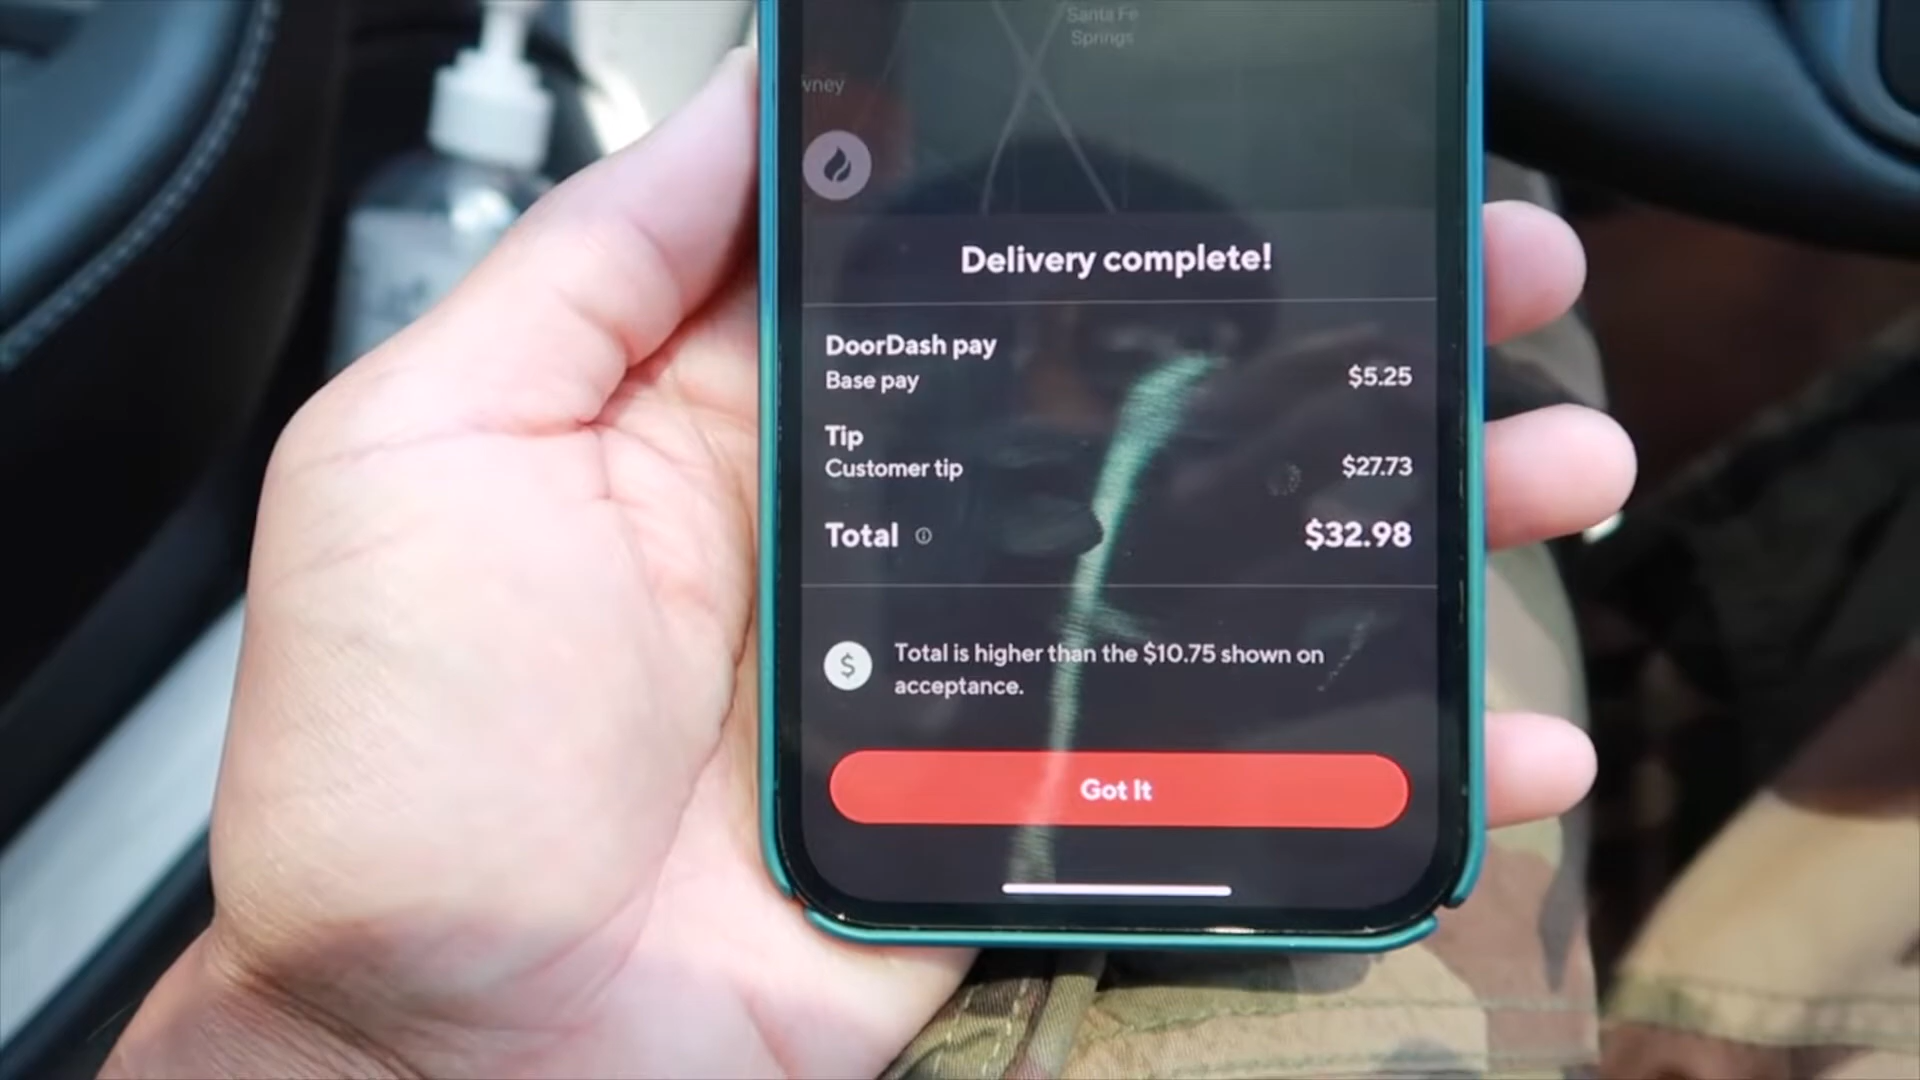 Santa Fe
Springs
wney
Delivery complete!
DoorDash pay
Base pay
$5.25
Tip
Customer tip
$27.73
Total
$32.98
$ Total is higher than the $10.75 shown on
acceptance.
Got It